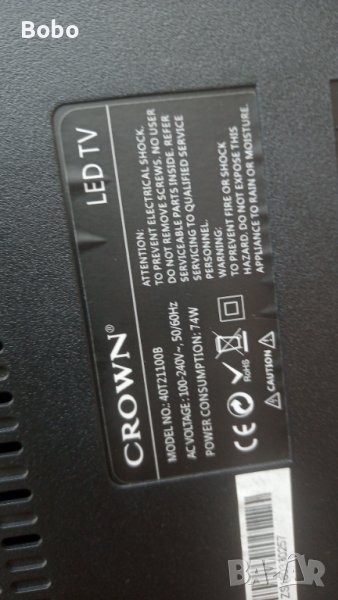 Bobo
CROWN®
LED TV
MODEL NO.: 40T21100B
AC VOLTAGE: 100-240V~, 50/60Hz
POWER CONSUMPTION: 74W
CE RoHS
CAUTION
ATTENTION:
TO PREVENT ELECTRICAL SHOCK,
DO NOT REMOVE SCREWS. NO USER
SERVICEABLE PARTS INSIDE. REFER
SERVICING TO QUALIFIED SERVICE
PERSONNEL.
WARNING:
TO PREVENT FIRE OR SHOCK
HAZARD. DO NOT EXPOSE THIS
APPLIANCE TO RAIN OR MOISTURE.
bazar